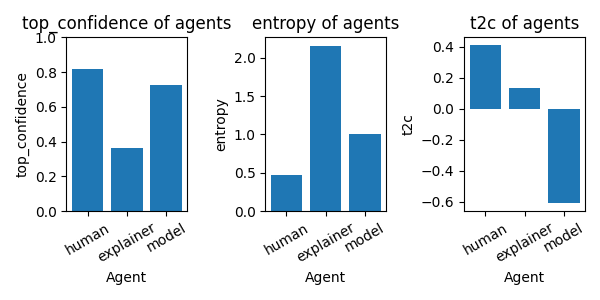 top_confidence of agents
entropy of agents
t2c of agents
1.0
0.8
0.6
0.4
0.2
0.0
top_confidence
human
explainer
model
Agent
2.0
1.5
1.0
0.5
0.0
entropy
human
explainer
model
Agent
0.4
0.2
0.0
−0.2
−0.4
−0.6
t2c
human
explainer
model
Agent